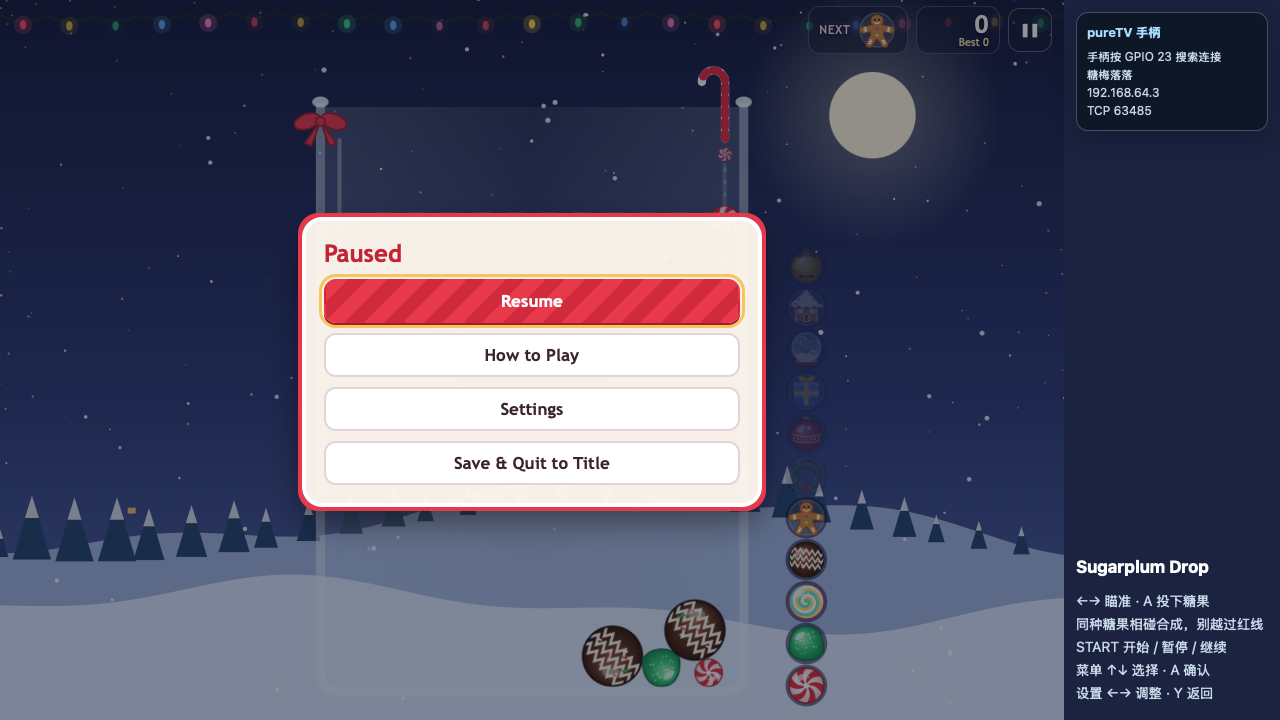 NEXT
0
Best 0
Paused
Resume
How to Play
Settings
Save & Quit to Title
pureTV 手柄
手柄按 GPIO 23 搜索连接
糖梅落落
192.168.64.3
TCP 63485
Sugarplum Drop
←→ 瞄准 · A 投下糖果
同种糖果相碰合成，别越过红线
START 开始 / 暂停 / 继续
菜单 ↑↓ 选择 · A 确认
设置 ←→ 调整 · Y 返回